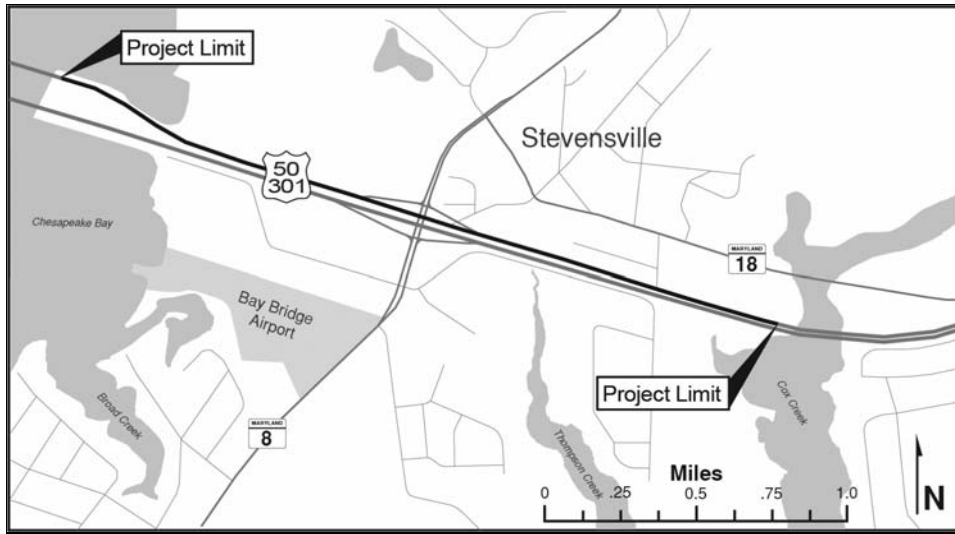 Project Limit
Stevensville
50
301
Chesapeake Bay
MARYLAND
18
Bay Bridge
Airport
Project Limit
Broad Creek
MARYLAND
8
Thompson Creek
Cox Creek
Miles
0 .25 0.5 .75 1.0
N